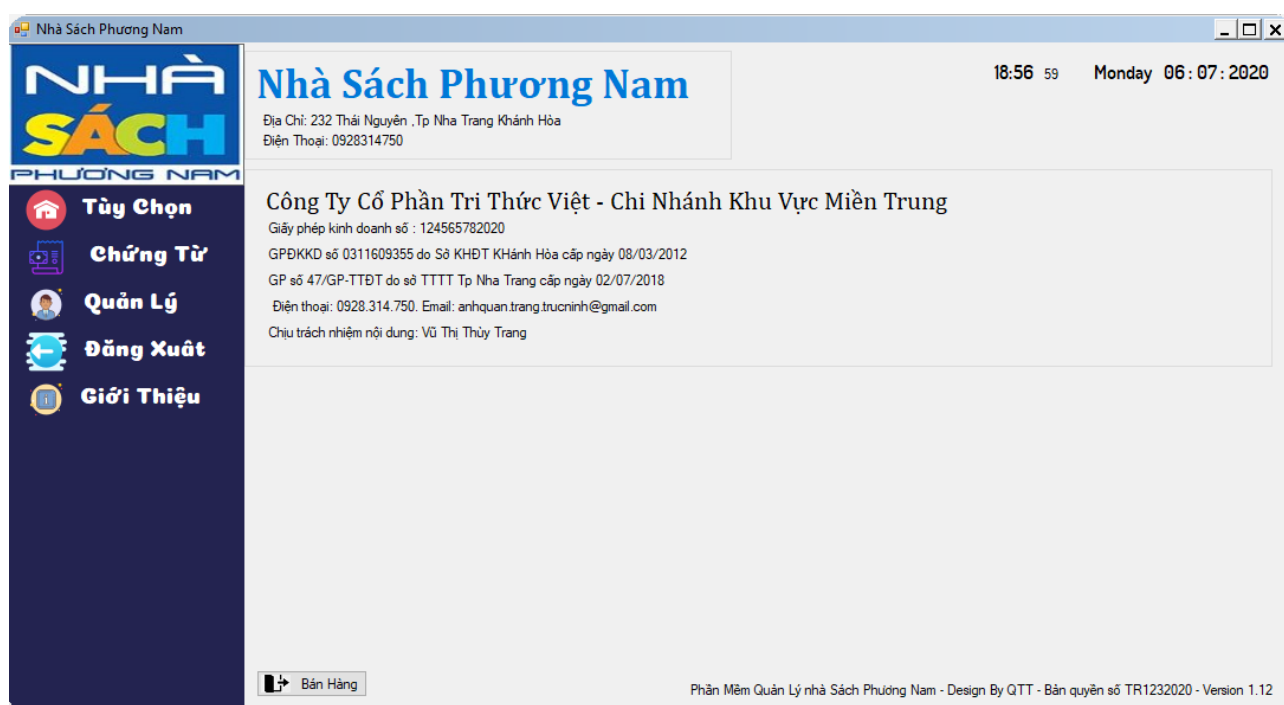 Nhà Sách Phương Nam
NHÀ
SÁCH
PHƯƠNG NAM
Nhà Sách Phương Nam
Địa Chỉ: 232 Thái Nguyên ,Tp Nha Trang Khánh Hòa
Điện Thoại: 0928314750
18:56 59 Monday 06:07:2020
Tùy Chọn
Chứng Từ
Quản Lý
Đăng Xuât
Giới Thiệu
Công Ty Cổ Phần Tri Thức Việt - Chi Nhánh Khu Vực Miền Trung
Giấy phép kinh doanh số : 124565782020
GPĐKKD số 0311609355 do Sở KHĐT KHánh Hòa cấp ngày 08/03/2012
GP số 47/GP-TTĐT do sở TTTT Tp Nha Trang cấp ngày 02/07/2018
Điện thoại: 0928.314.750. Email: anhquan.trang.trucninh@gmail.com
Chịu trách nhiệm nội dung: Vũ Thị Thùy Trang
Bán Hàng
Phần Mềm Quản Lý nhà Sách Phương Nam - Design By QTT - Bản quyền số TR1232020 - Version 1.12